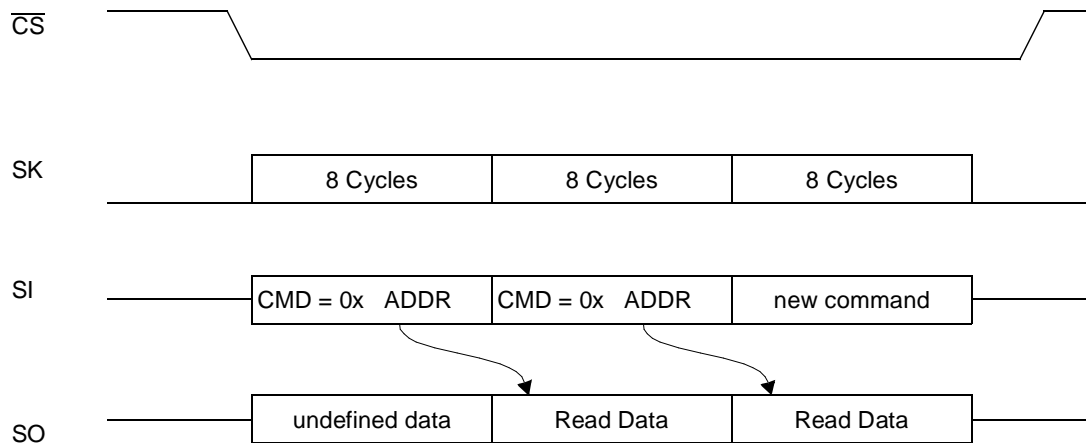 C̅S̅
SK
8 Cycles 8 Cycles 8 Cycles
SI
CMD = 0x ADDR CMD = 0x ADDR new command
SO
undefined data Read Data Read Data